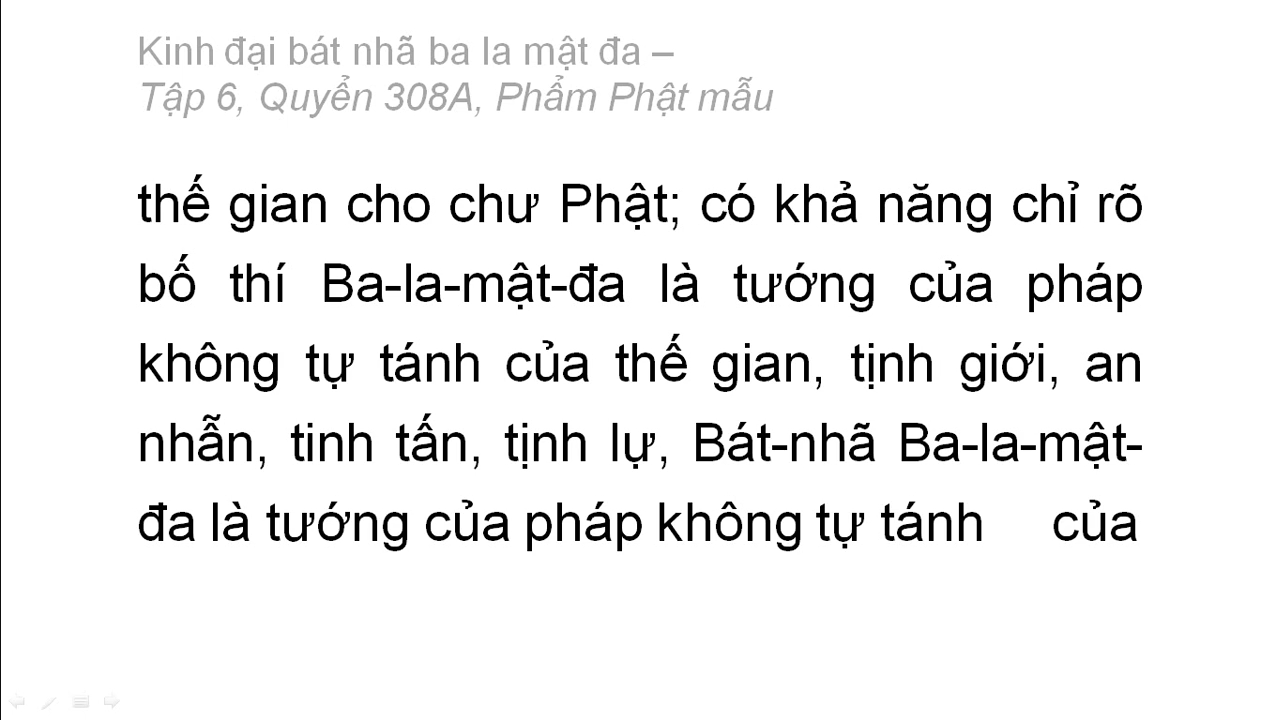 Kinh đại bát nhã ba la mật đa –
Tập 6, Quyển 308A, Phẩm Phật mẫu
thế gian cho chư Phật; có khả năng chỉ rõ
bố thí Ba-la-mật-đa là tướng của pháp
không tự tánh của thế gian, tịnh giới, an
nhẫn, tinh tấn, tịnh lự, Bát-nhã Ba-la-mật-
đa là tướng của pháp không tự tánh của